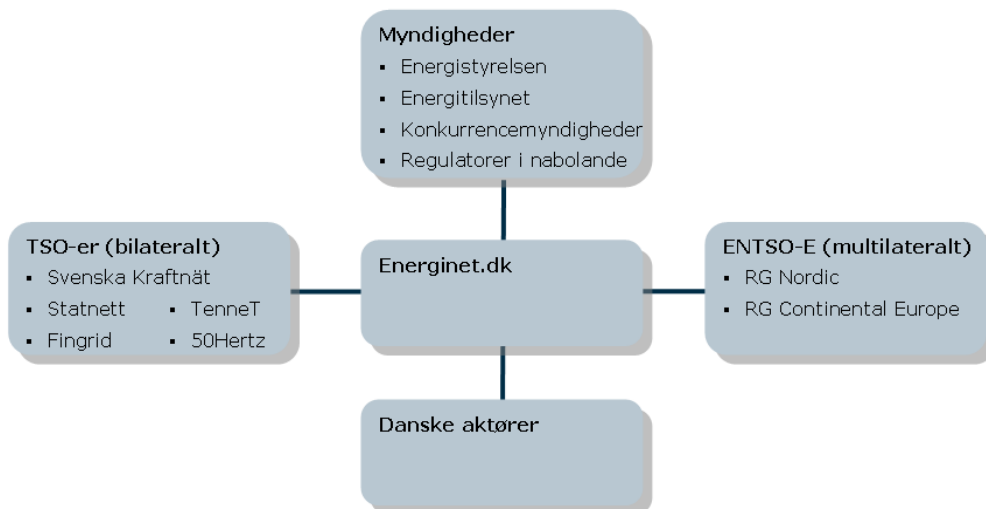 Myndigheder
▪ Energistyrelsen
▪ Energitilsynet
▪ Konkurrencemyndigheder
▪ Regulatorer i nabolande
TSO-er (bilateralt)
▪ Svenska Kraftnät
▪ Statnett ▪ TenneT
▪ Fingrid ▪ 50Hertz
Energinet.dk
ENTSO-E (multilateralt)
▪ RG Nordic
▪ RG Continental Europe
Danske aktører